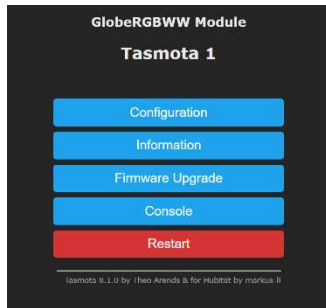 GlobeRGBWW Module
Tasmota 1
Configuration
Information
Firmware Upgrade
Console
Restart
Tasmota 8.1.0 by Theo Arends & for Hubitat by markus ll